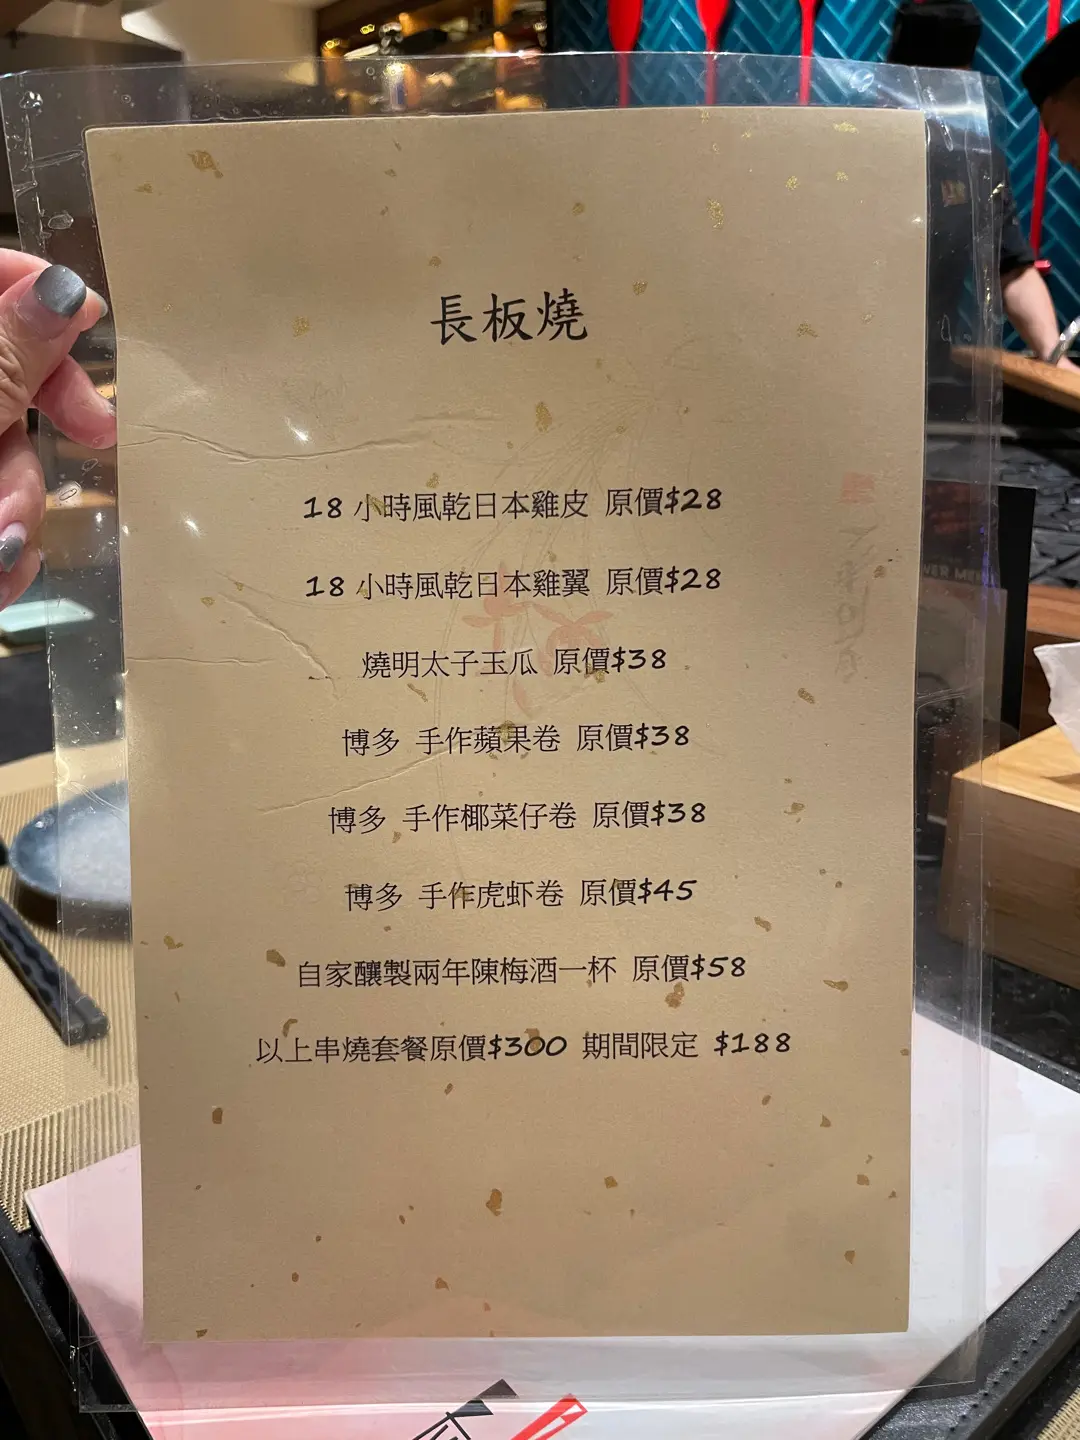 長板燒
18 小時風乾日本雞皮 原價$28
18 小時風乾日本雞翼 原價$28
燒明太子玉瓜 原價$38
博多 手作蘋果卷 原價$38
博多 手作椰菜仔卷 原價$38
博多 手作虎虾卷 原價$45
自家釀製兩年陳梅酒一杯 原價$58
以上串燒套餐原價$300 期間限定 $188